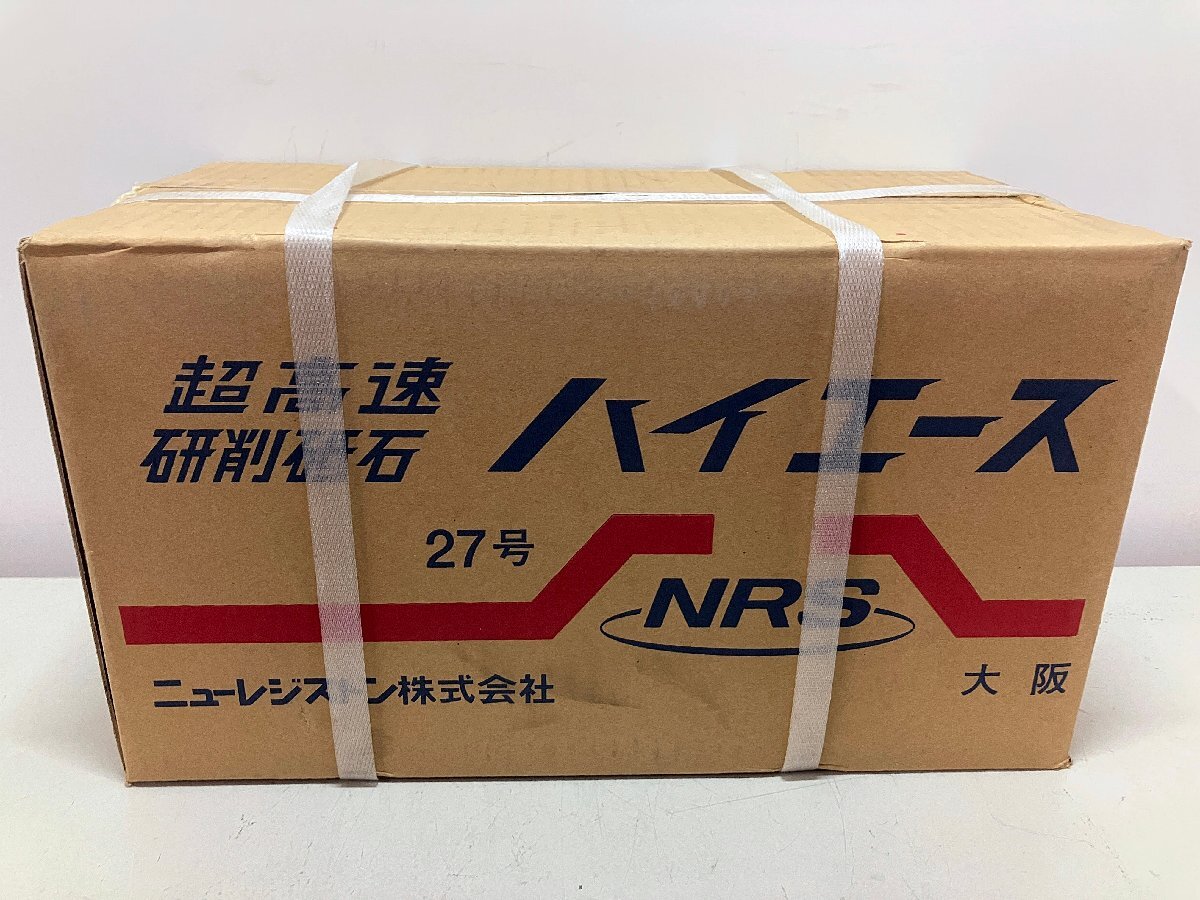 超高速
研削砥石
ハイエース
27号
NRS
ニューレジストン株式会社
大阪